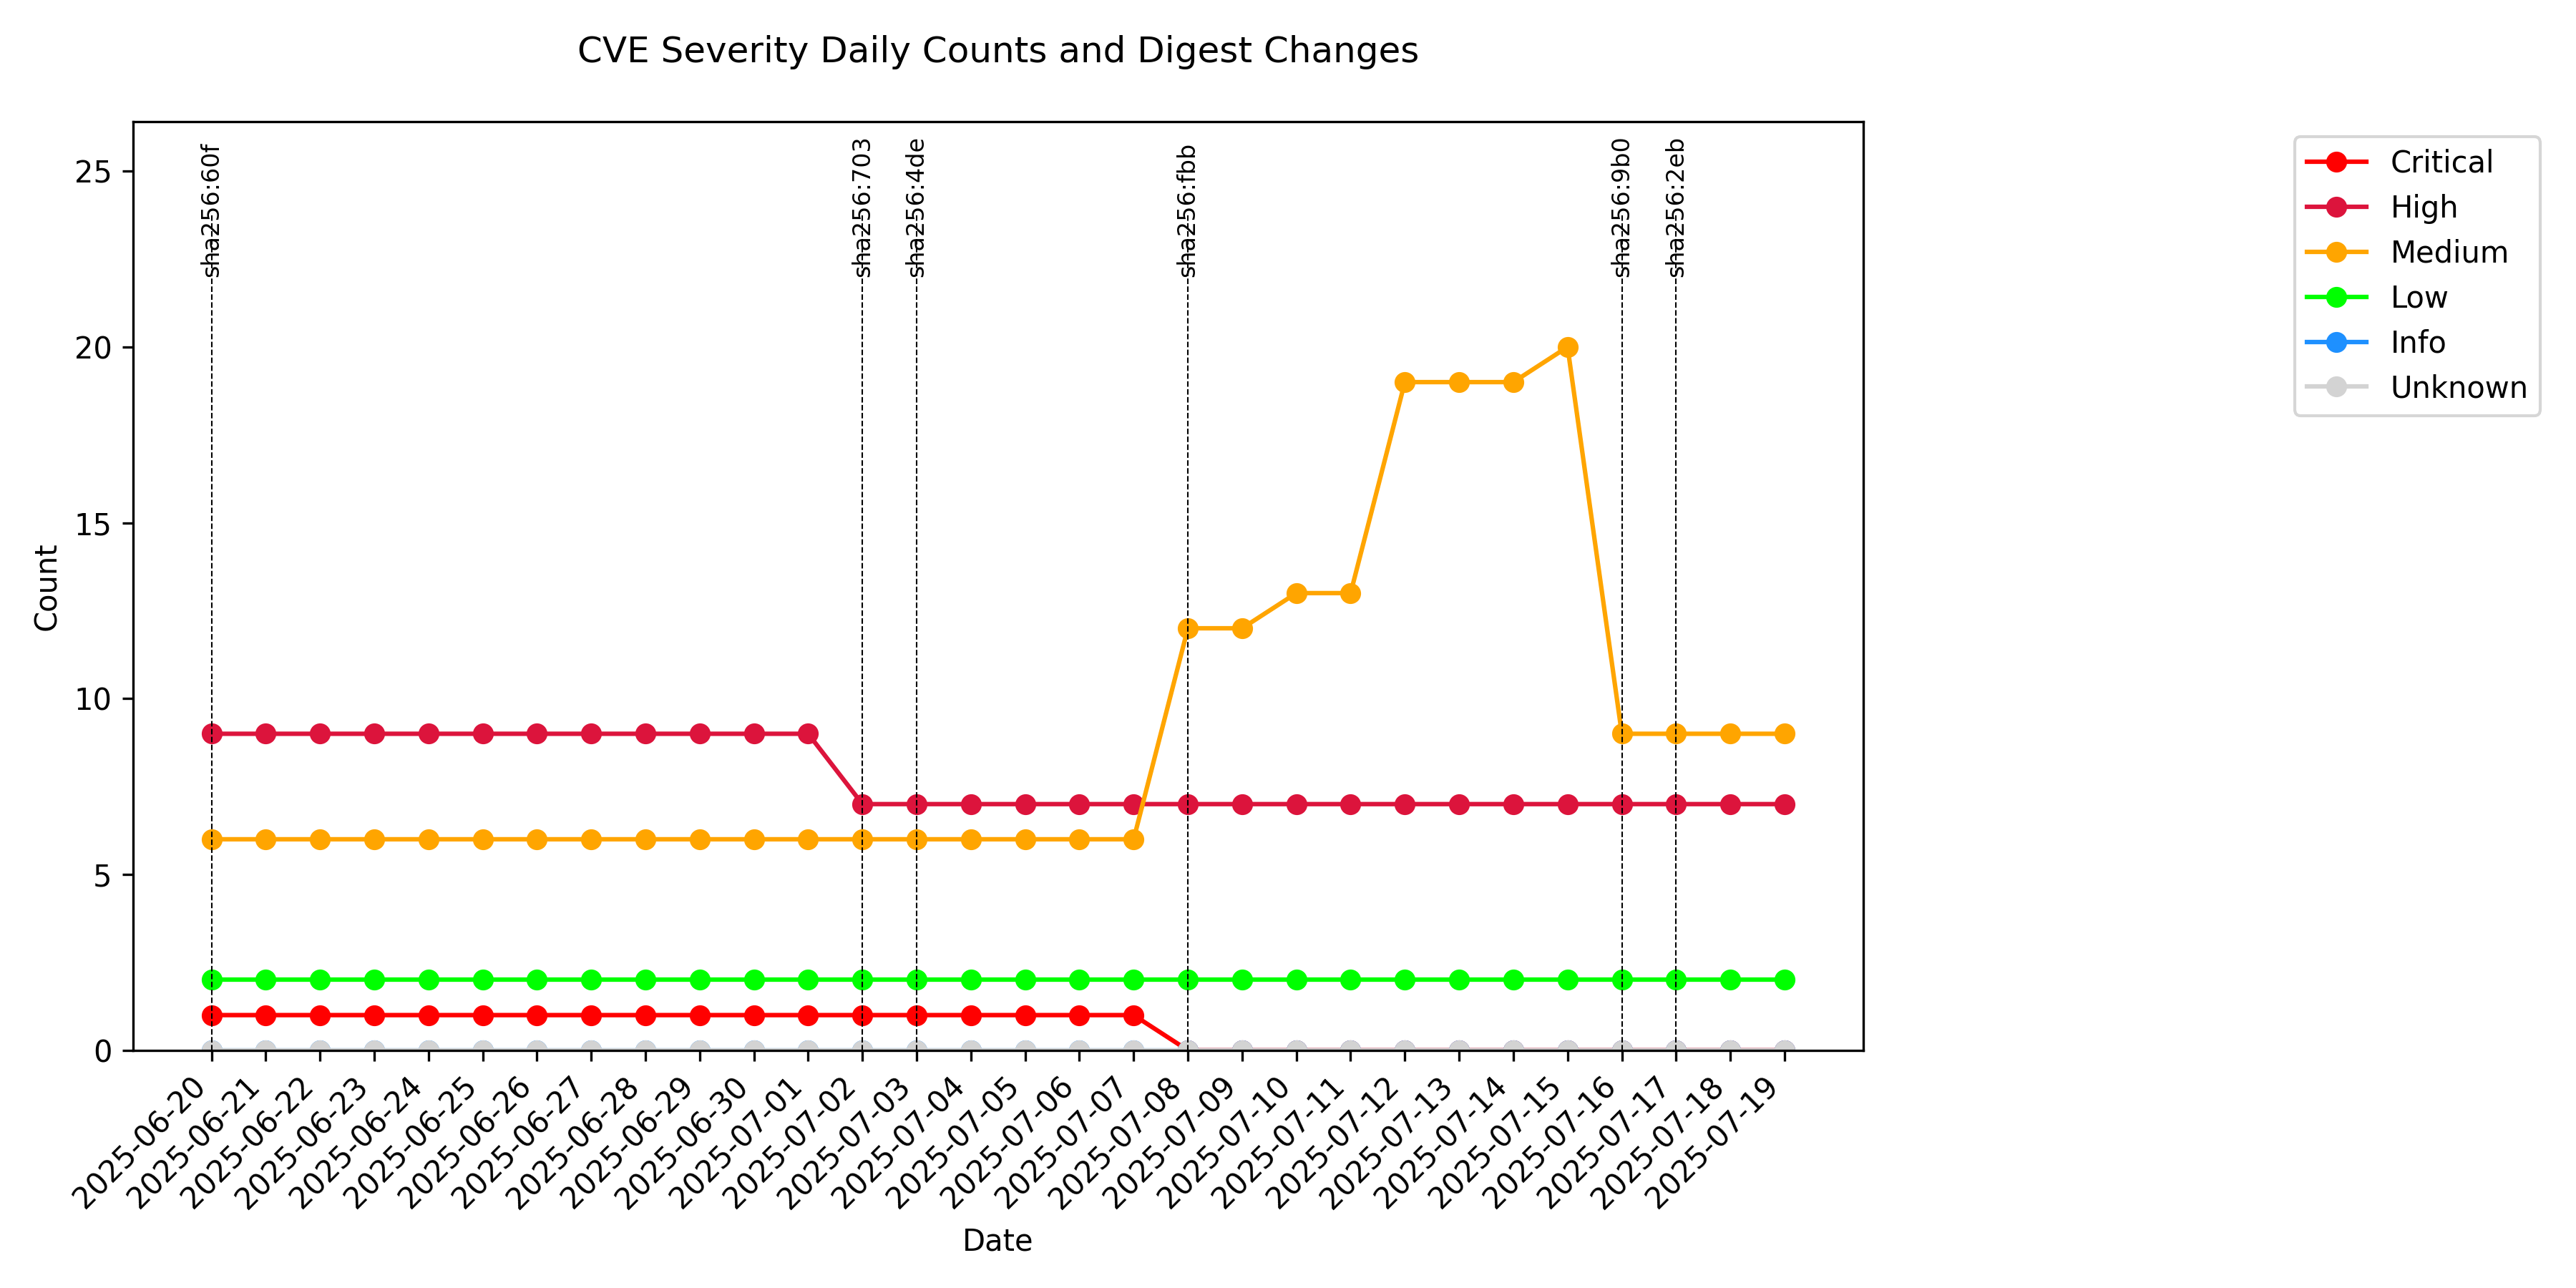 CVE Severity Daily Counts and Digest Changes
sha256:60f
sha256:703
sha256:4de
sha256:fbb
sha256:9b0
sha256:2eb
Critical
High
Medium
Low
Info
Unknown
25
20
15
10
5
0
Count
2025-06-20
2025-06-21
2025-06-22
2025-06-23
2025-06-24
2025-06-25
2025-06-26
2025-06-27
2025-06-28
2025-06-29
2025-06-30
2025-07-01
2025-07-02
2025-07-03
2025-07-04
2025-07-05
2025-07-06
2025-07-07
2025-07-08
2025-07-09
2025-07-10
2025-07-11
2025-07-12
2025-07-13
2025-07-14
2025-07-15
2025-07-16
2025-07-17
2025-07-18
2025-07-19
Date